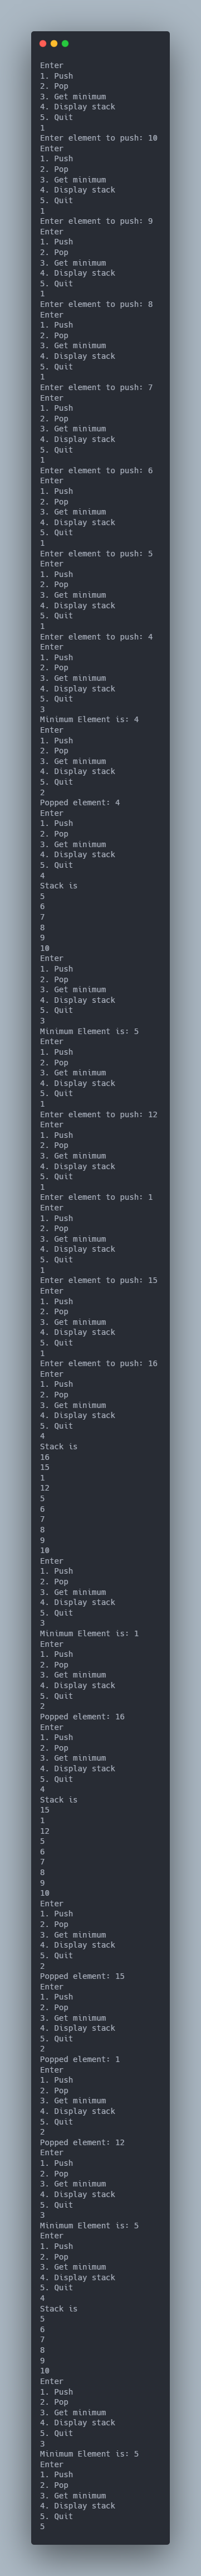 Enter
1. Push
2. Pop
3. Get minimum
4. Display stack
5. Quit
1
Enter element to push: 10
Enter
1. Push
2. Pop
3. Get minimum
4. Display stack
5. Quit
1
Enter element to push: 9
Enter
1. Push
2. Pop
3. Get minimum
4. Display stack
5. Quit
1
Enter element to push: 8
Enter
1. Push
2. Pop
3. Get minimum
4. Display stack
5. Quit
1
Enter element to push: 7
Enter
1. Push
2. Pop
3. Get minimum
4. Display stack
5. Quit
1
Enter element to push: 6
Enter
1. Push
2. Pop
3. Get minimum
4. Display stack
5. Quit
1
Enter element to push: 5
Enter
1. Push
2. Pop
3. Get minimum
4. Display stack
5. Quit
1
Enter element to push: 4
Enter
1. Push
2. Pop
3. Get minimum
4. Display stack
5. Quit
3
Minimum Element is: 4
Enter
1. Push
2. Pop
3. Get minimum
4. Display stack
5. Quit
2
Popped element: 4
Enter
1. Push
2. Pop
3. Get minimum
4. Display stack
5. Quit
4
Stack is
5
6
7
8
9
10
Enter
1. Push
2. Pop
3. Get minimum
4. Display stack
5. Quit
3
Minimum Element is: 5
Enter
1. Push
2. Pop
3. Get minimum
4. Display stack
5. Quit
1
Enter element to push: 12
Enter
1. Push
2. Pop
3. Get minimum
4. Display stack
5. Quit
1
Enter element to push: 1
Enter
1. Push
2. Pop
3. Get minimum
4. Display stack
5. Quit
1
Enter element to push: 15
Enter
1. Push
2. Pop
3. Get minimum
4. Display stack
5. Quit
1
Enter element to push: 16
Enter
1. Push
2. Pop
3. Get minimum
4. Display stack
5. Quit
4
Stack is
16
15
1
12
5
6
7
8
9
10
Enter
1. Push
2. Pop
3. Get minimum
4. Display stack
5. Quit
3
Minimum Element is: 1
Enter
1. Push
2. Pop
3. Get minimum
4. Display stack
5. Quit
2
Popped element: 16
Enter
1. Push
2. Pop
3. Get minimum
4. Display stack
5. Quit
4
Stack is
15
1
12
5
6
7
8
9
10
Enter
1. Push
2. Pop
3. Get minimum
4. Display stack
5. Quit
2
Popped element: 15
Enter
1. Push
2. Pop
3. Get minimum
4. Display stack
5. Quit
2
Popped element: 1
Enter
1. Push
2. Pop
3. Get minimum
4. Display stack
5. Quit
2
Popped element: 12
Enter
1. Push
2. Pop
3. Get minimum
4. Display stack
5. Quit
3
Minimum Element is: 5
Enter
1. Push
2. Pop
3. Get minimum
4. Display stack
5. Quit
4
Stack is
5
6
7
8
9
10
Enter
1. Push
2. Pop
3. Get minimum
4. Display stack
5. Quit
3
Minimum Element is: 5
Enter
1. Push
2. Pop
3. Get minimum
4. Display stack
5. Quit
5